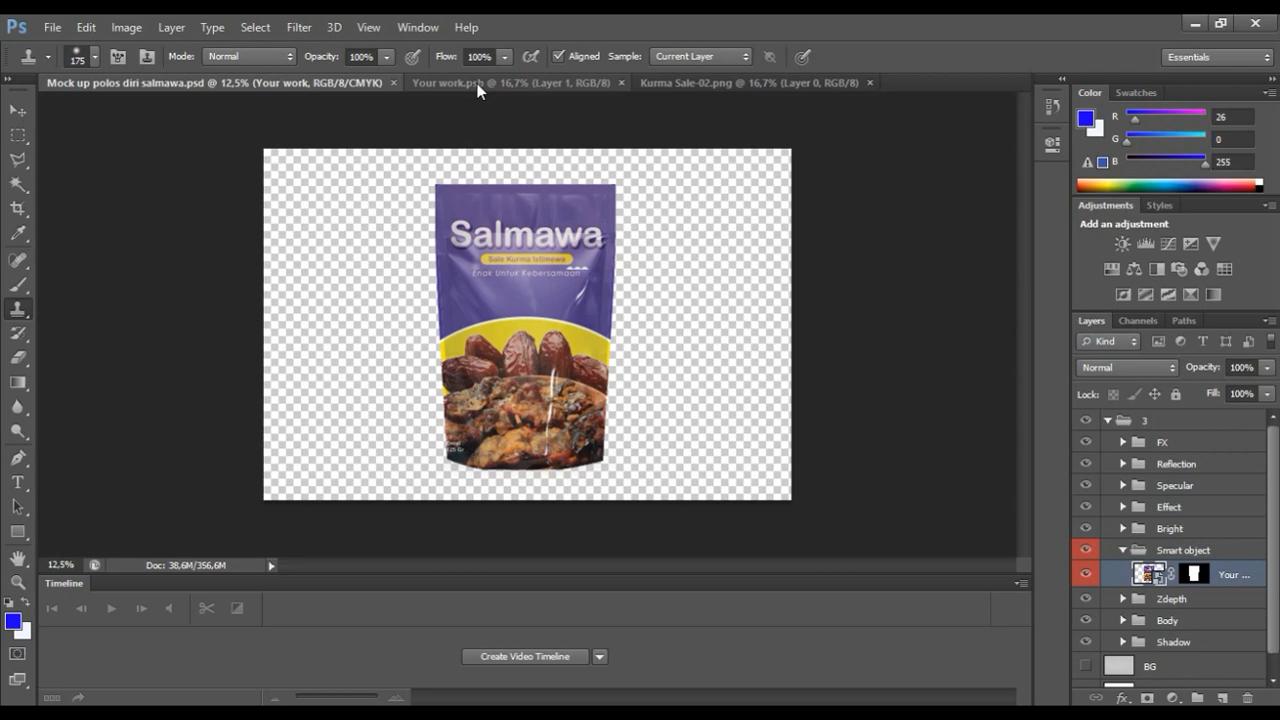 Ps File Edit Image Layer Type Select Filter 3D View Window Help
175 Mode: Normal Opacity: 100% Flow: 100% Aligned Sample: Current Layer Essentials
Mock up polos diri salmawa.psd @ 12,5% (Your work, RGB/8/CMYK) × Your work.psb @ 16,7% (Layer 1, RGB/8) × Kurma Sale-02.png @ 16,7% (Layer 0, RGB/8) ×
Color Swatches
R 26
G 0
B 255
Adjustments Styles
Add an adjustment
Salmawa
Sale Kurma Istimewa
Enak Untuk Kebersamaan
125 Gr
Layers Channels Paths
Kind
Normal Opacity: 100%
Lock: Fill: 100%
3
FX
Reflection
Specular
Effect
Bright
Smart object
Your ...
Zdepth
Body
Shadow
BG
12,5% Doc: 38,6M/356,6M
Timeline
Create Video Timeline